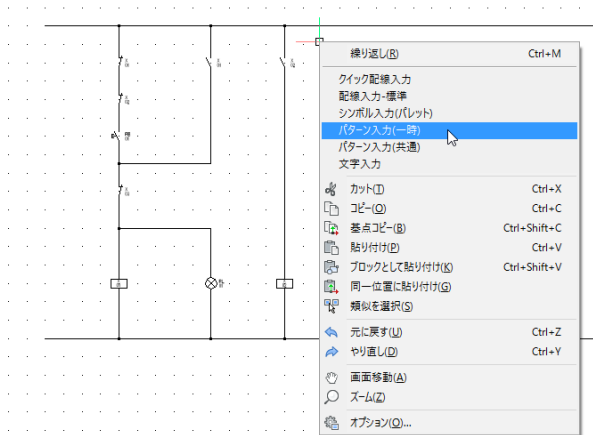 繰り返し(R) Ctrl+M
クイック配線入力
配線入力-標準
シンボル入力(パレット)
パターン入力(一時)
パターン入力(共通)
文字入力
カット(T) Ctrl+X
コピー(O) Ctrl+C
基点コピー(B) Ctrl+Shift+C
貼り付け(P) Ctrl+V
ブロックとして貼り付け(K) Ctrl+Shift+V
同一位置に貼り付け(G)
類似を選択(S)
元に戻す(U) Ctrl+Z
やり直し(D) Ctrl+Y
画面移動(A)
ズーム(Z)
オプション(O)...